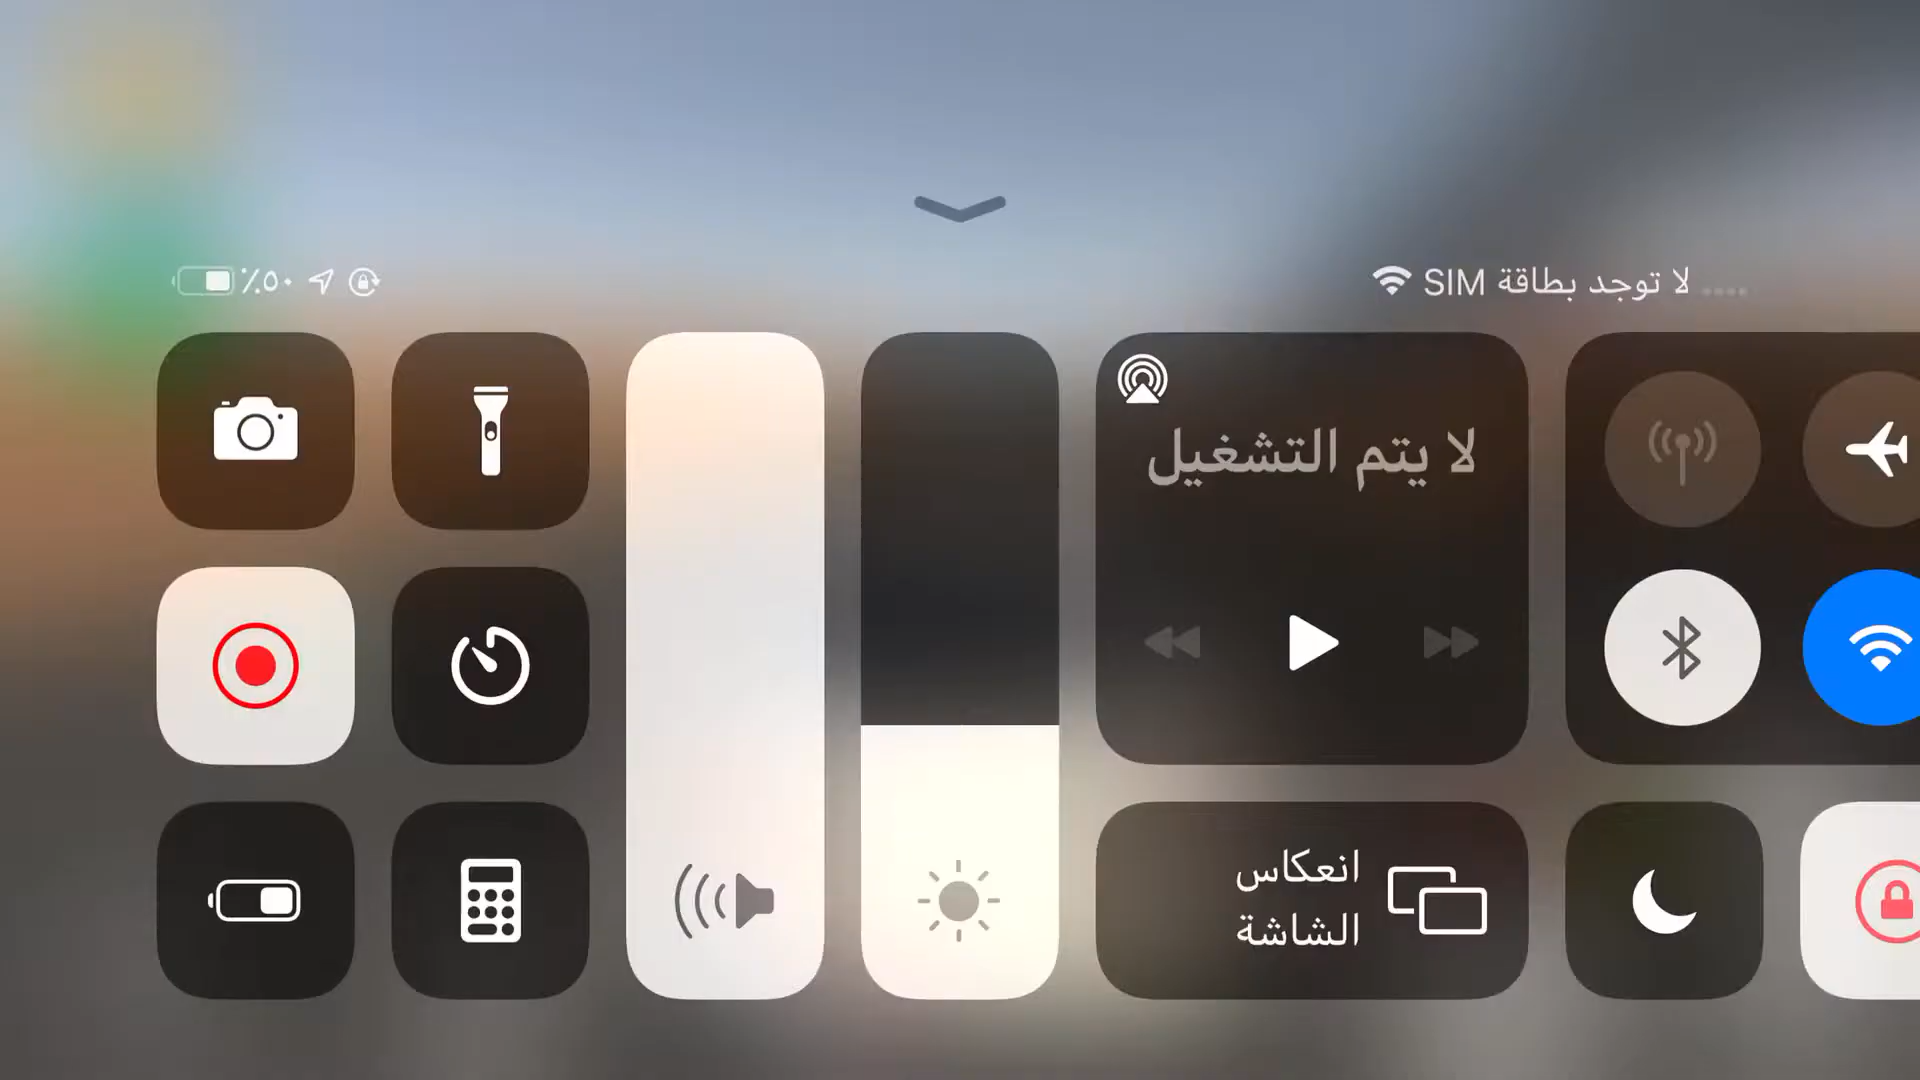 لا توجد بطاقة SIM
٪٥٠
لا يتم التشغيل
انعكاس
الشاشة